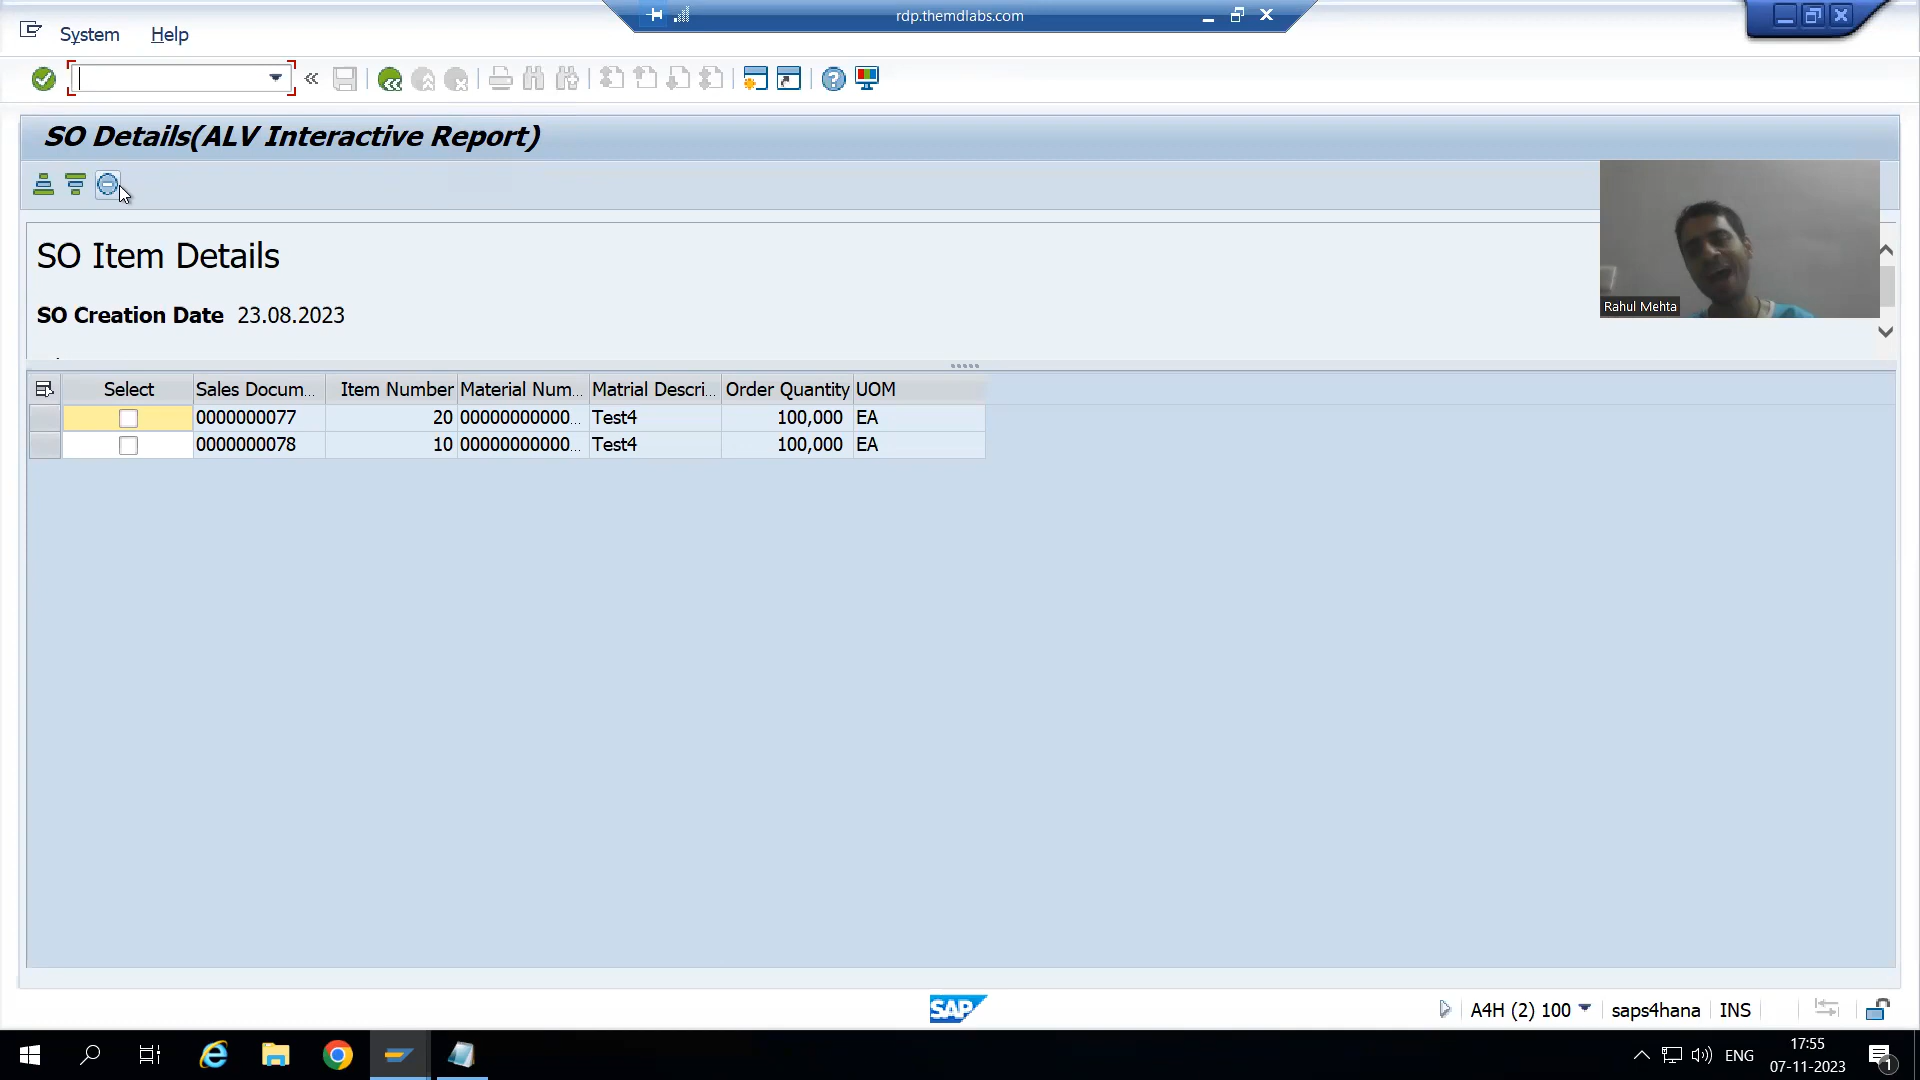 rdp.themdlabs.com
System Help
SO Details(ALV Interactive Report)
SO Item Details
SO Creation Date 23.08.2023
Rahul Mehta
Select Sales Docum... Item Number Material Num... Matrial Descri... Order Quantity UOM
0000000077 20 00000000000... Test4 100,000 EA
0000000078 10 00000000000... Test4 100,000 EA
SAP
A4H (2) 100 saps4hana INS
ENG
17:55
07-11-2023
1